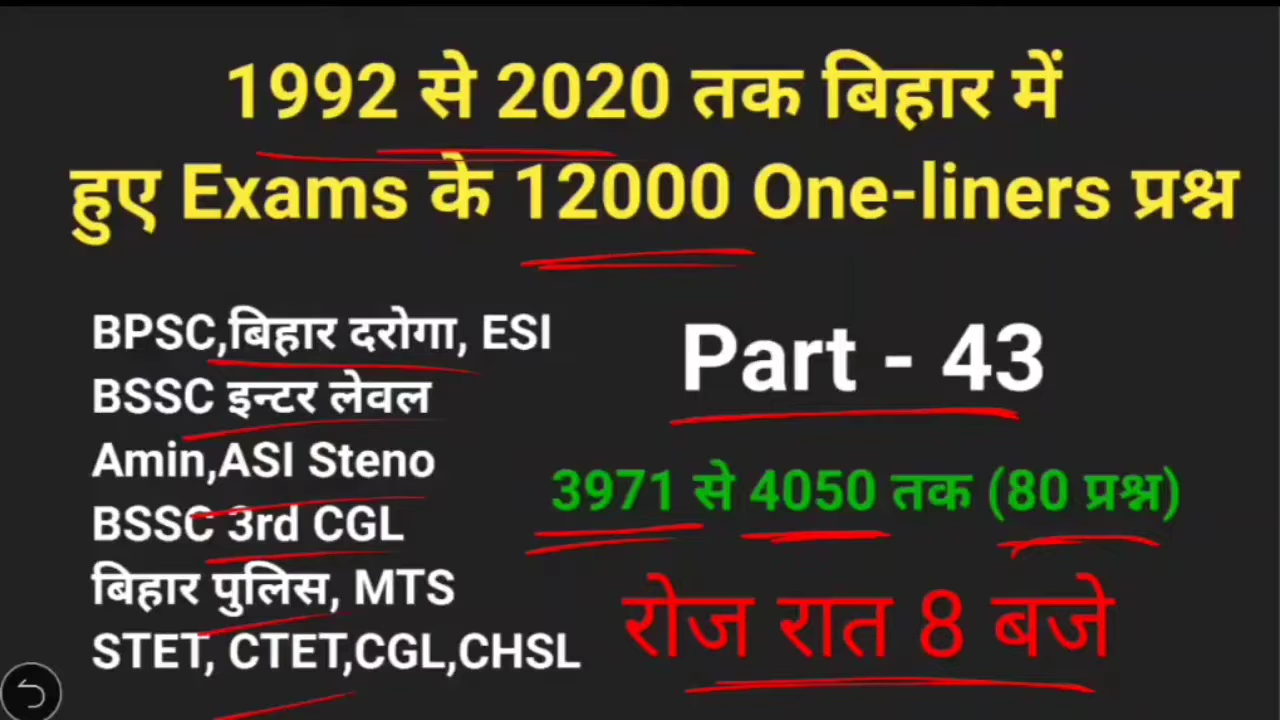 1992 से 2020 तक बिहार में
हुए Exams के 12000 One-liners प्रश्न
BPSC,बिहार दरोगा, ESI
BSSC इन्टर लेवल
Amin,ASI Steno
BSSC 3rd CGL
बिहार पुलिस, MTS
STET, CTET,CGL,CHSL
Part - 43
3971 से 4050 तक (80 प्रश्न)
रोज रात 8 बजे